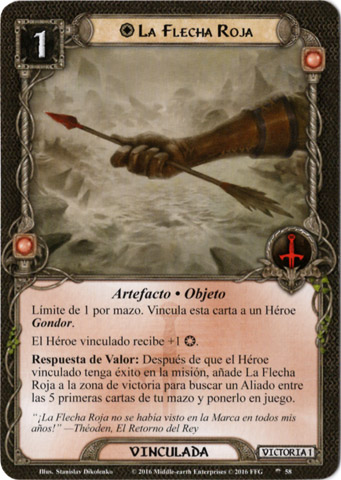 1
La Flecha Roja
Artefacto • Objeto
Límite de 1 por mazo. Vincula esta carta a un Héroe
Gondor.
El Héroe vinculado recibe +1
Respuesta de Valor: Después de que el Héroe
vinculado tenga éxito en la misión, añade La Flecha
Roja a la zona de victoria para buscar un Aliado entre
las 5 primeras cartas de tu mazo y ponerlo en juego.
“¡La Flecha Roja no se había visto en la Marca en todos mis
años!” —Théoden, El Retorno del Rey
VINCULADA
VICTORIA 1
Illus. Stanislav Dikolenko
© 2016 Middle-earth Enterprises © 2016 FFG
58